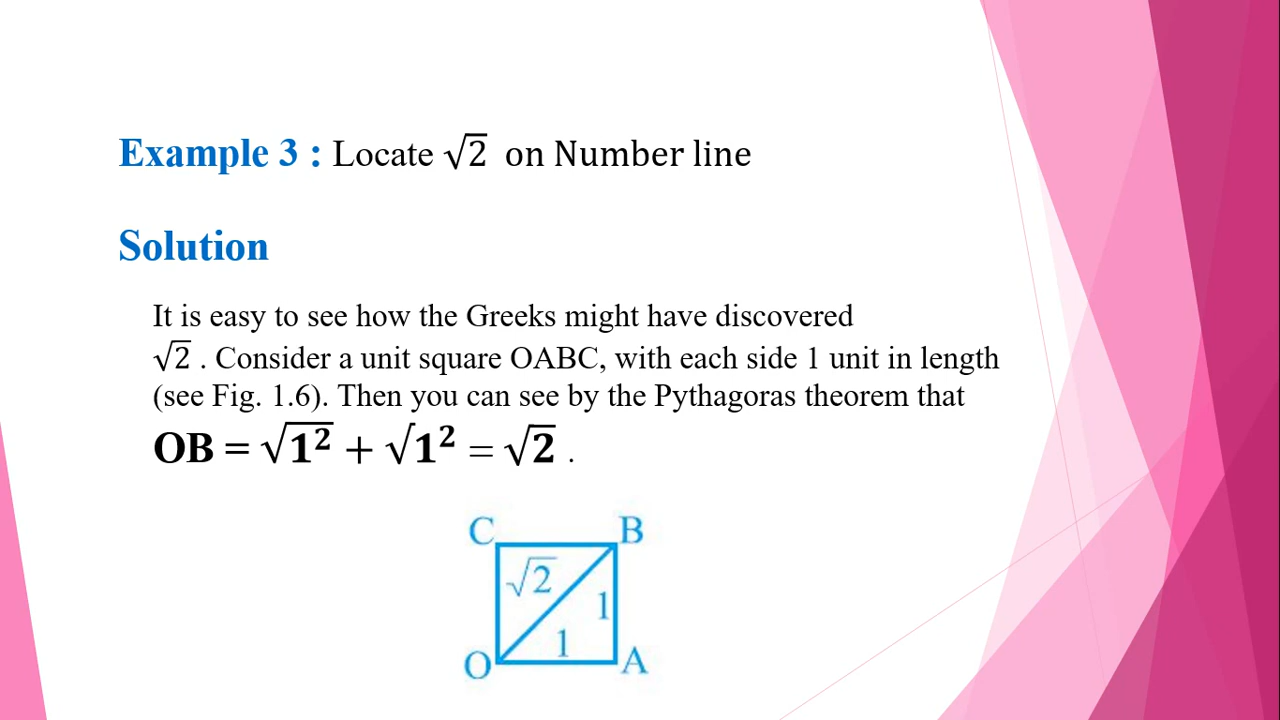 Example 3 : Locate √2 on Number line
Solution
It is easy to see how the Greeks might have discovered
√2 . Consider a unit square OABC, with each side 1 unit in length
(see Fig. 1.6). Then you can see by the Pythagoras theorem that
OB = √1² + √1² = √2 .
C B
√2
1
1
O A